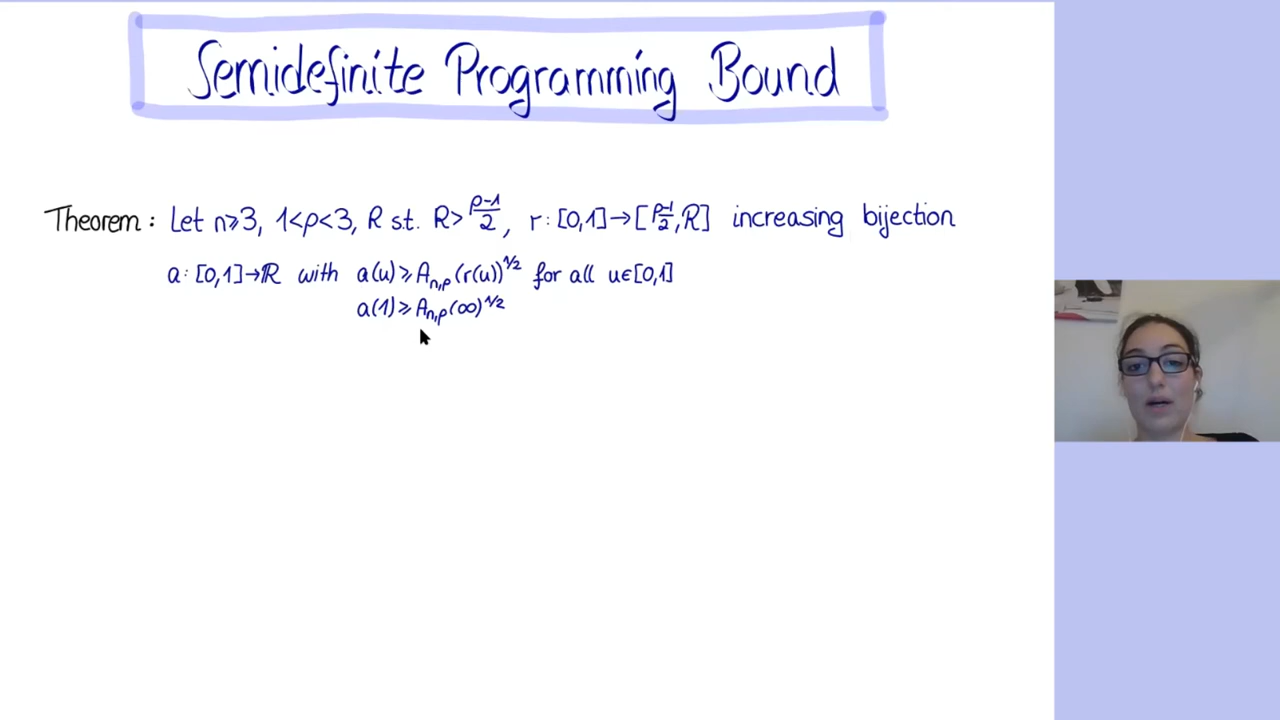 Semidefinite Programming Bound
Theorem: Let n⩾3, 1<ρ<3, R s.t. R> (ρ-1)/2, r: [0,1]→[(ρ-1)/2, R] increasing bijection
a: [0,1]→ℝ with a(u) ⩾ A_{n,ρ}(r(u))^{1/2} for all u∈[0,1]
a(1) ⩾ A_{n,ρ}(∞)^{1/2}